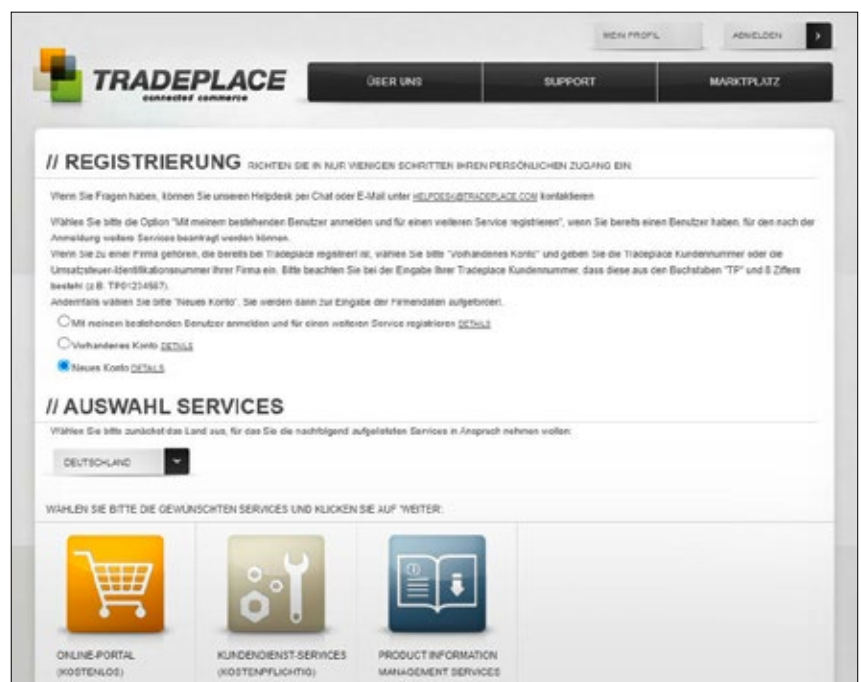 MEIN PROFIL
ABMELDEN
TRADEPLACE
connected commerce
ÜBER UNS
SUPPORT
MARKTPLATZ
// REGISTRIERUNG RICHTEN SIE IN NUR WENIGEN SCHRITTEN IHREN PERSÖNLICHEN ZUGANG EIN
Wenn Sie Fragen haben, können Sie unseren Helpdesk per Chat oder E-Mail unter HELPDESK@TRADEPLACE.COM kontaktieren
Wählen Sie bitte die Option "Mit meinem bestehenden Benutzer anmelden und für einen weiteren Service registrieren", wenn Sie bereits einen Benutzer haben, für den nach der
Anmeldung weitere Services beantragt werden können.
Wenn Sie zu einer Firma gehören, die bereits bei Tradeplace registriert ist, wählen Sie bitte "Vorhandenes Konto" und geben Sie die Tradeplace Kundennummer oder die
Umsatzsteuer-Identifikationsnummer Ihrer Firma ein. Bitte beachten Sie bei der Eingabe Ihrer Tradeplace Kundennummer, dass diese aus den Buchstaben "TP" und 8 Ziffern
besteht (z.B. TP01234567).
Andernfalls wählen Sie bitte "Neues Konto". Sie werden dann zur Eingabe der Firmendaten aufgefordert.
Mit meinem bestehenden Benutzer anmelden und für einen weiteren Service registrieren DETAILS
Vorhandenes Konto DETAILS
Neues Konto DETAILS
// AUSWAHL SERVICES
Wählen Sie bitte zunächst das Land aus, für das Sie die nachfolgend aufgelisteten Services in Anspruch nehmen wollen:
DEUTSCHLAND
WÄHLEN SIE BITTE DIE GEWÜNSCHTEN SERVICES UND KLICKEN SIE AUF 'WEITER':
ONLINE-PORTAL
(KOSTENLOS)
KUNDENDIENST-SERVICES
(KOSTENPFLICHTIG)
PRODUCT INFORMATION
MANAGEMENT SERVICES